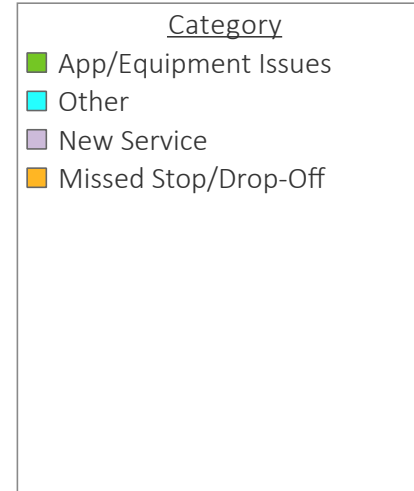 Category
App/Equipment Issues
Other
New Service
Missed Stop/Drop-Off